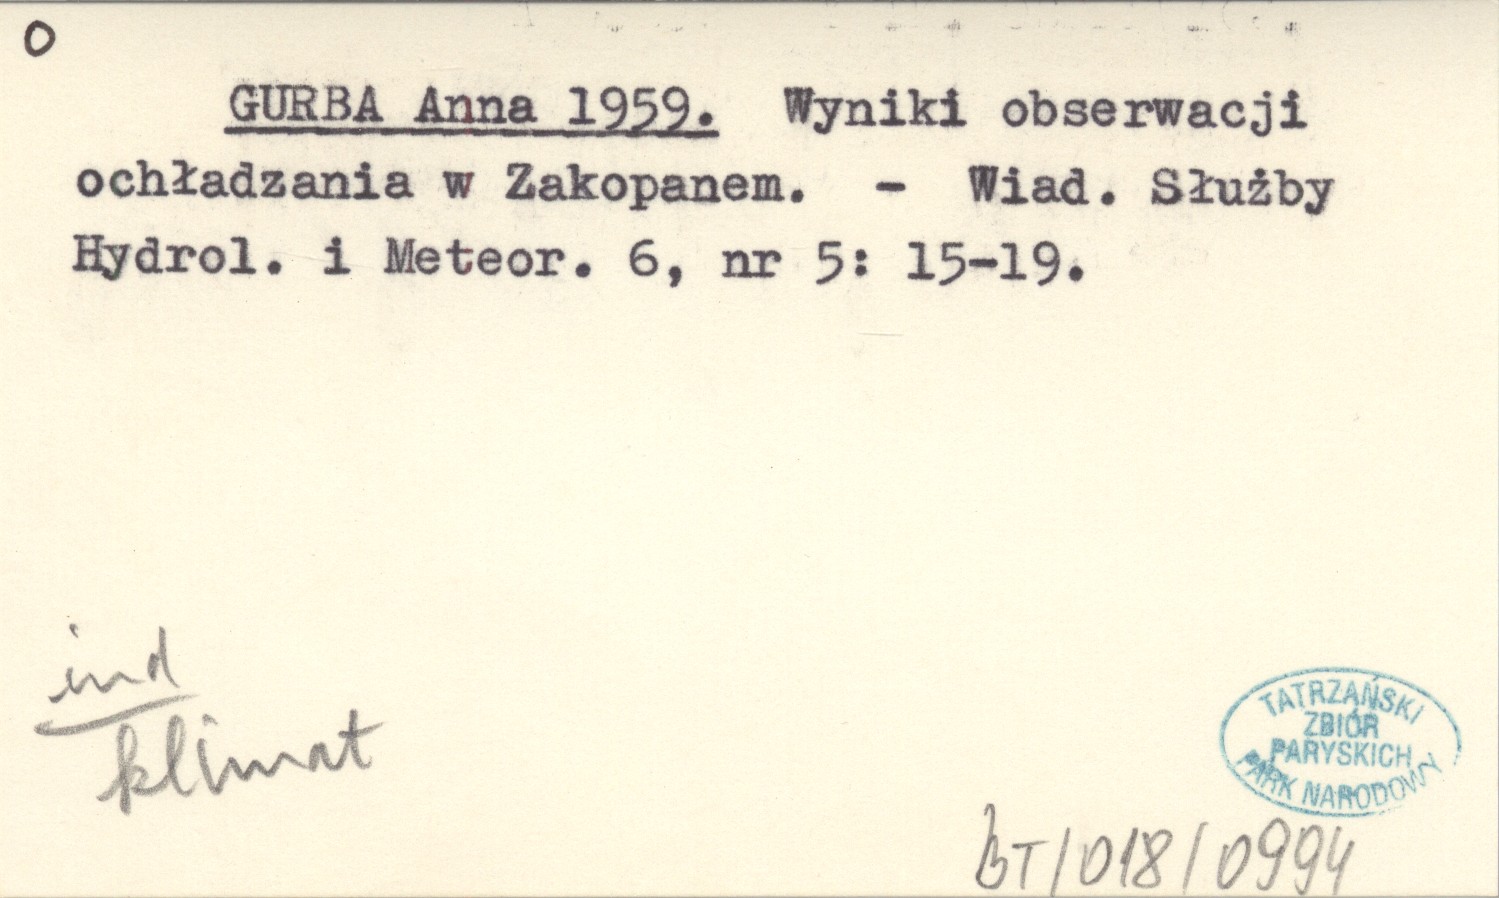 O
GURBA Anna 1959. Wyniki obserwacji
ochładzania w Zakopanem. - Wiad. Służby
Hydrol. i Meteor. 6, nr 5: 15-19.
ind
klimat
TATRZAŃSKI
ZBIÓR
PARYSKICH
PARK NARODOWY
BT/018/0994